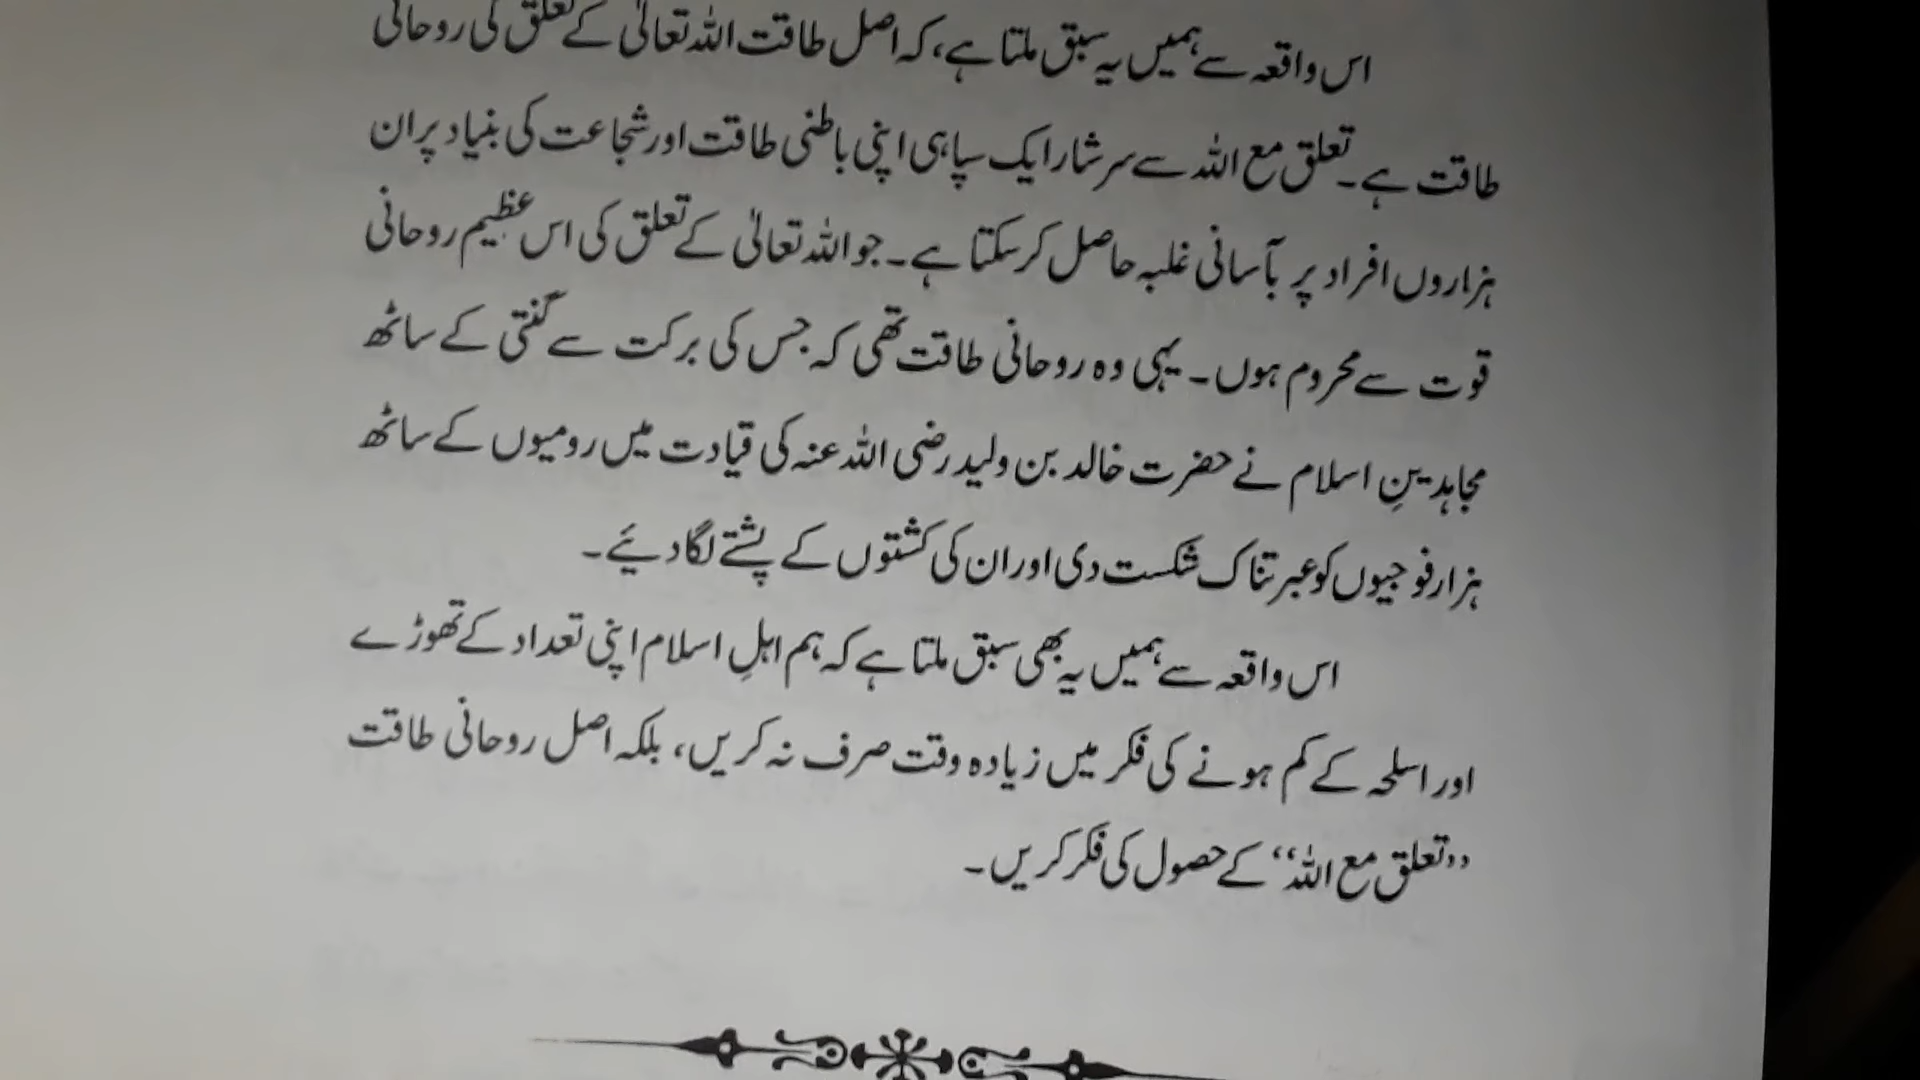 اس واقعہ سے ہمیں یہ سبق ملتا ہے، کہ اصل طاقت اللہ تعالیٰ کے تعلق کی روحانی
طاقت ہے۔ تعلق مع اللہ سے سرشار ایک سپاہی اپنی باطنی طاقت اور شجاعت کی بنیاد پر ان
ہزاروں افراد پر بآسانی غلبہ حاصل کر سکتا ہے۔ جو اللہ تعالیٰ کے تعلق کی اس عظیم روحانی
قوت سے محروم ہوں۔ یہی وہ روحانی طاقت تھی کہ جس کی برکت سے گنتی کے ساٹھ
مجاہدینِ اسلام نے حضرت خالد بن ولید رضی اللہ عنہ کی قیادت میں رومیوں کے ساٹھ
ہزار فوجیوں کو عبرتناک شکست دی اور ان کی کشتوں کے پشتے لگا دئیے۔
اس واقعہ سے ہمیں یہ بھی سبق ملتا ہے کہ ہم اہلِ اسلام اپنی تعداد کے تھوڑے
اور اسلحہ کے کم ہونے کی فکر میں زیادہ وقت صرف نہ کریں، بلکہ اصل روحانی طاقت
”تعلق مع اللہ“ کے حصول کی فکر کریں۔